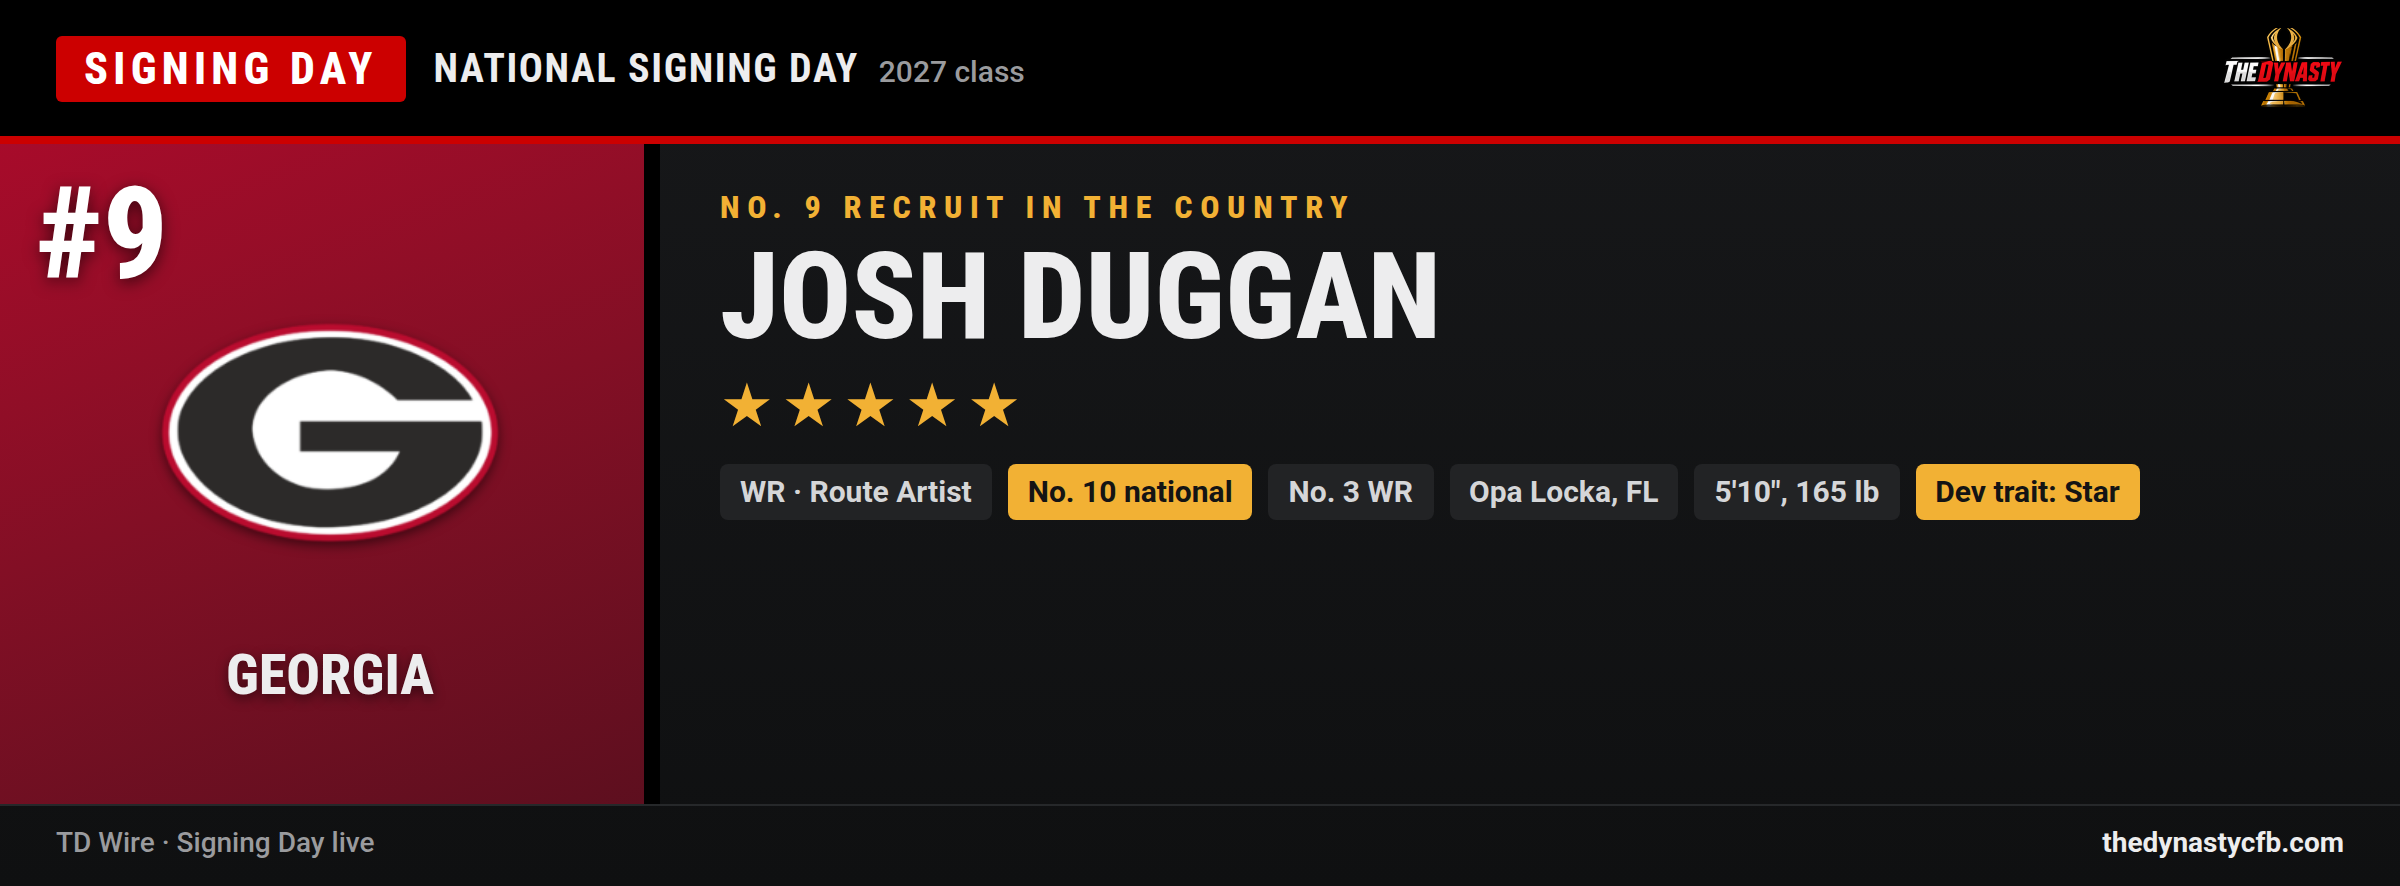 SIGNING DAY NATIONAL SIGNING DAY 2027 class
THE DYNASTY
#9
G
GEORGIA
NO. 9 RECRUIT IN THE COUNTRY
JOSH DUGGAN
★★★★★
WR · Route Artist No. 10 national No. 3 WR Opa Locka, FL 5'10", 165 lb Dev trait: Star
TD Wire · Signing Day live
thedynastycfb.com